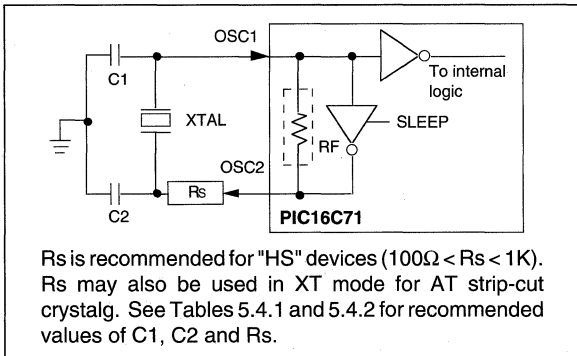 OSC1
C1
To internal
logic
XTAL
SLEEP
RF
OSC2
Rs
C2
PIC16C71
Rs is recommended for "HS" devices (100Ω < Rs < 1K).
Rs may also be used in XT mode for AT strip-cut
crystalg. See Tables 5.4.1 and 5.4.2 for recommended
values of C1, C2 and Rs.